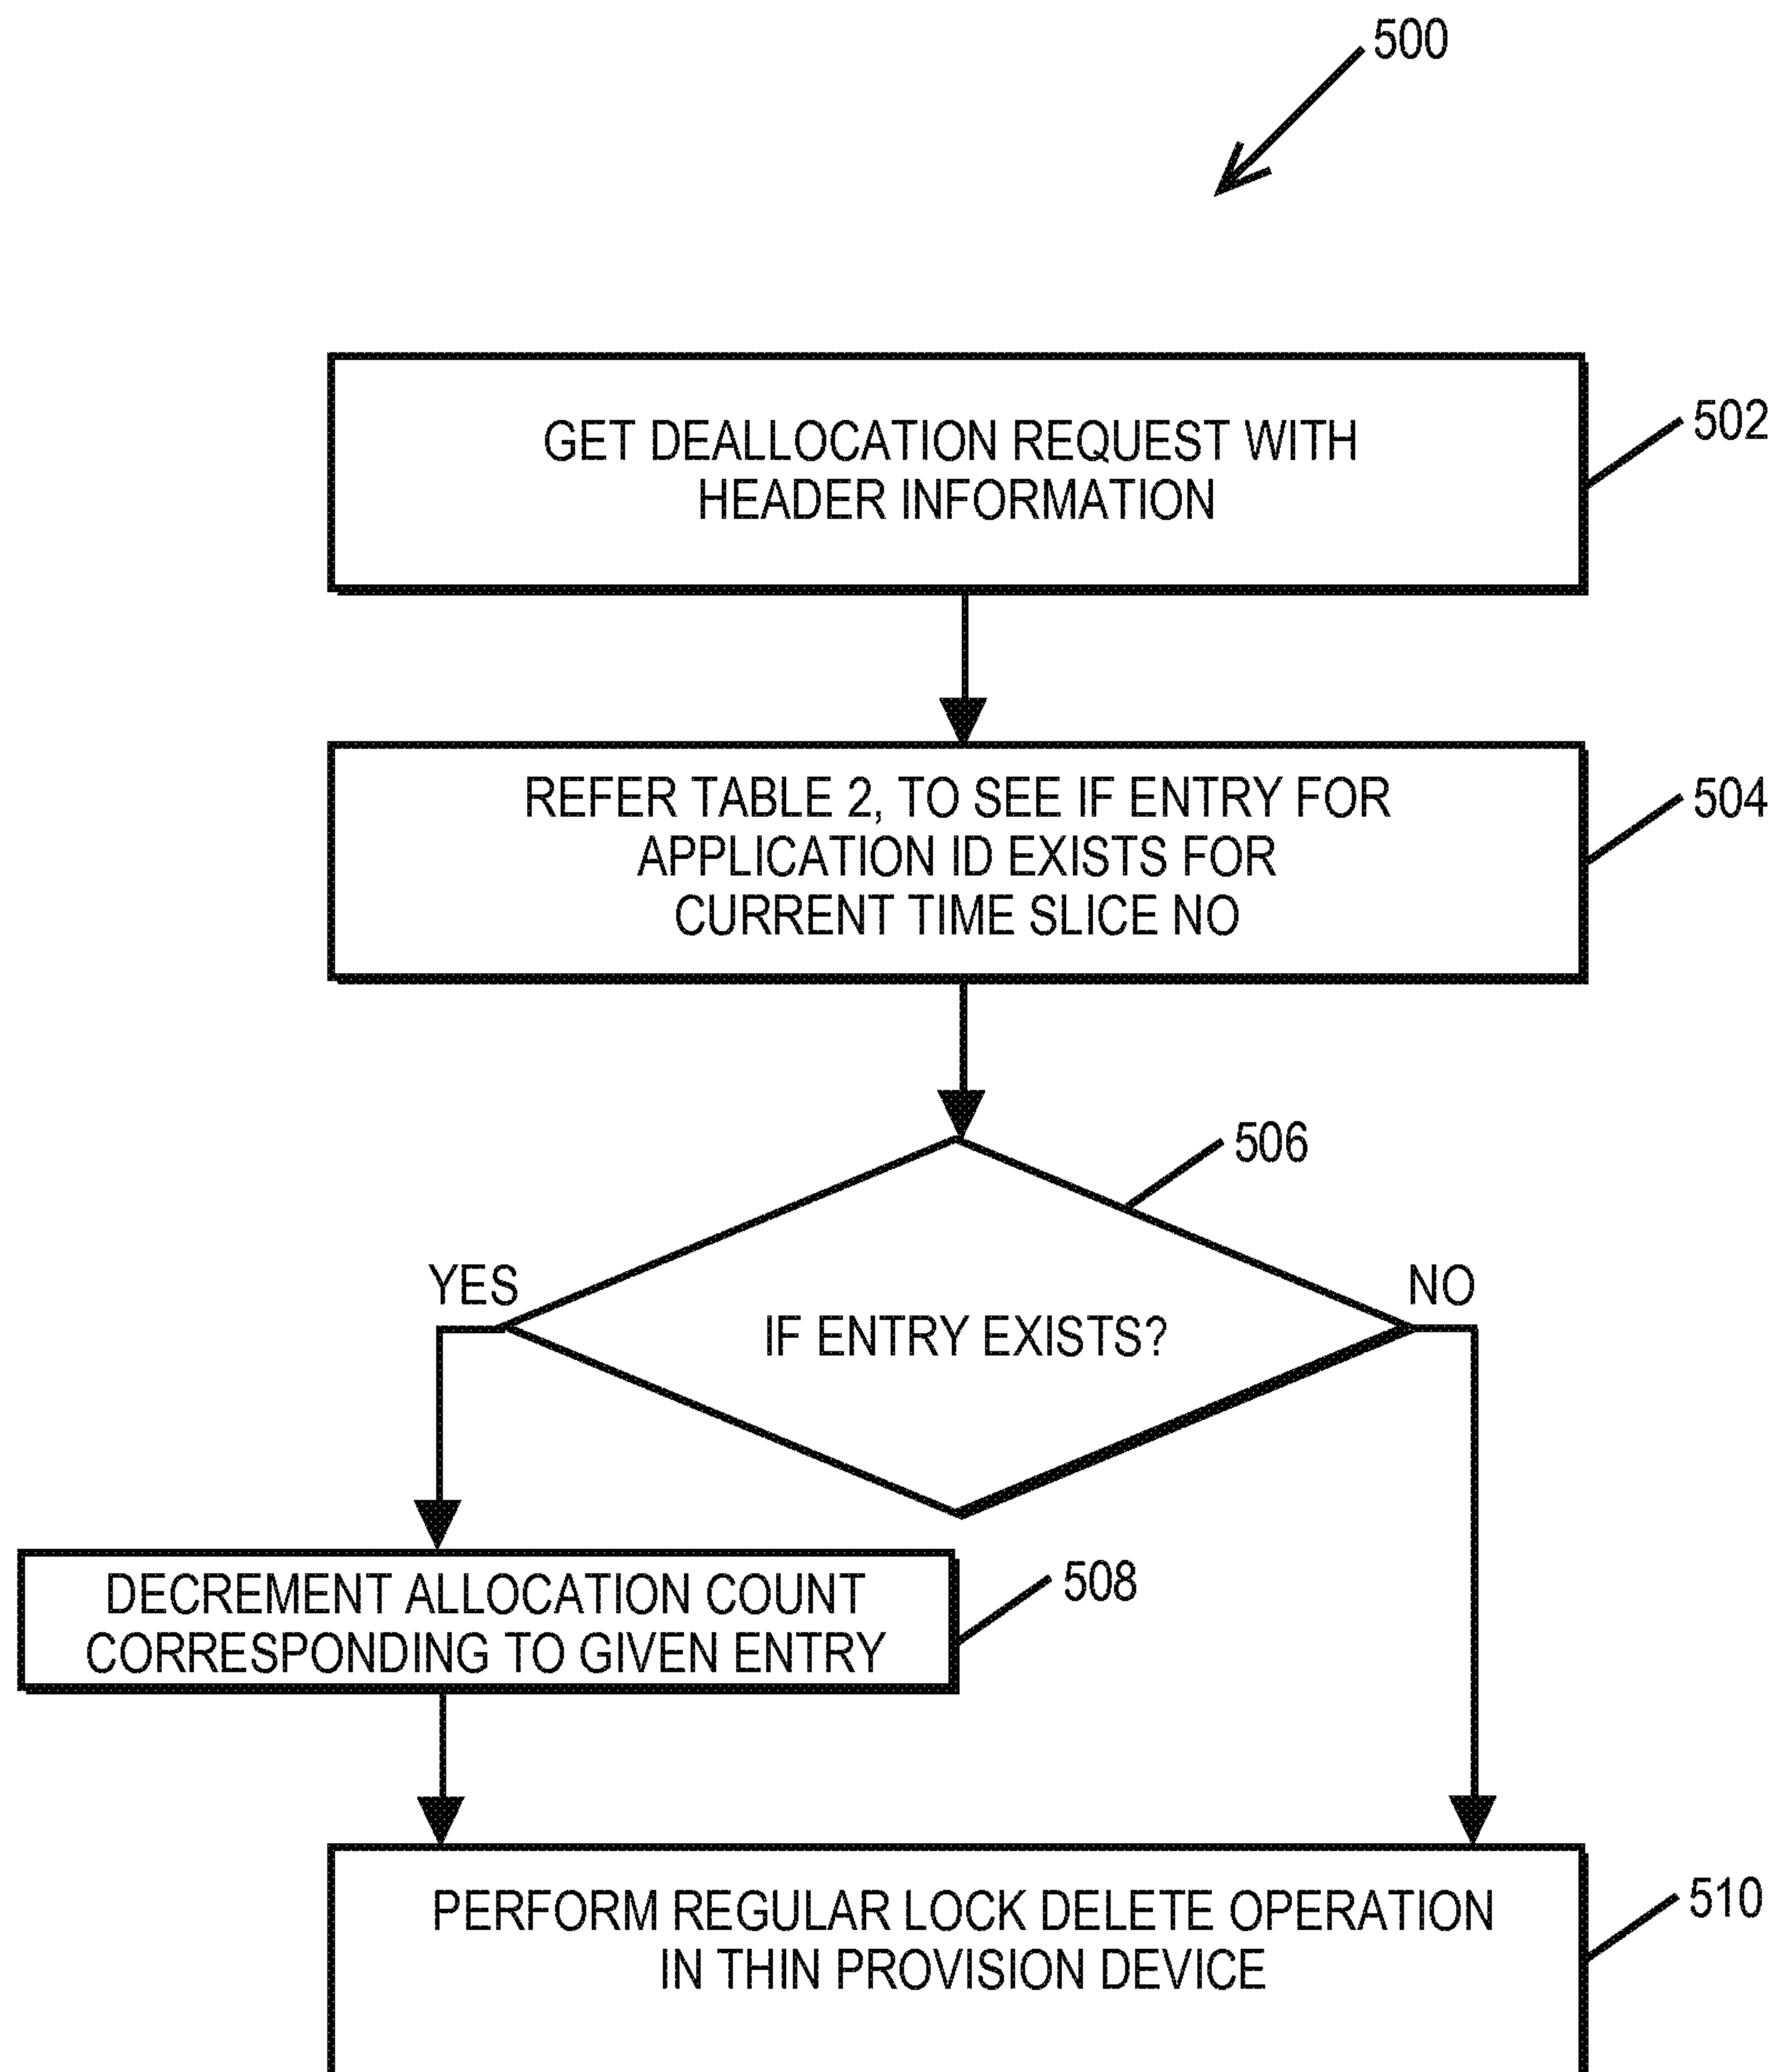 500
GET DEALLOCATION REQUEST WITH
HEADER INFORMATION
502
REFER TABLE 2, TO SEE IF ENTRY FOR
APPLICATION ID EXISTS FOR
CURRENT TIME SLICE NO
504
506
YES
NO
IF ENTRY EXISTS?
DECREMENT ALLOCATION COUNT
CORRESPONDING TO GIVEN ENTRY
508
PERFORM REGULAR LOCK DELETE OPERATION
IN THIN PROVISION DEVICE
510